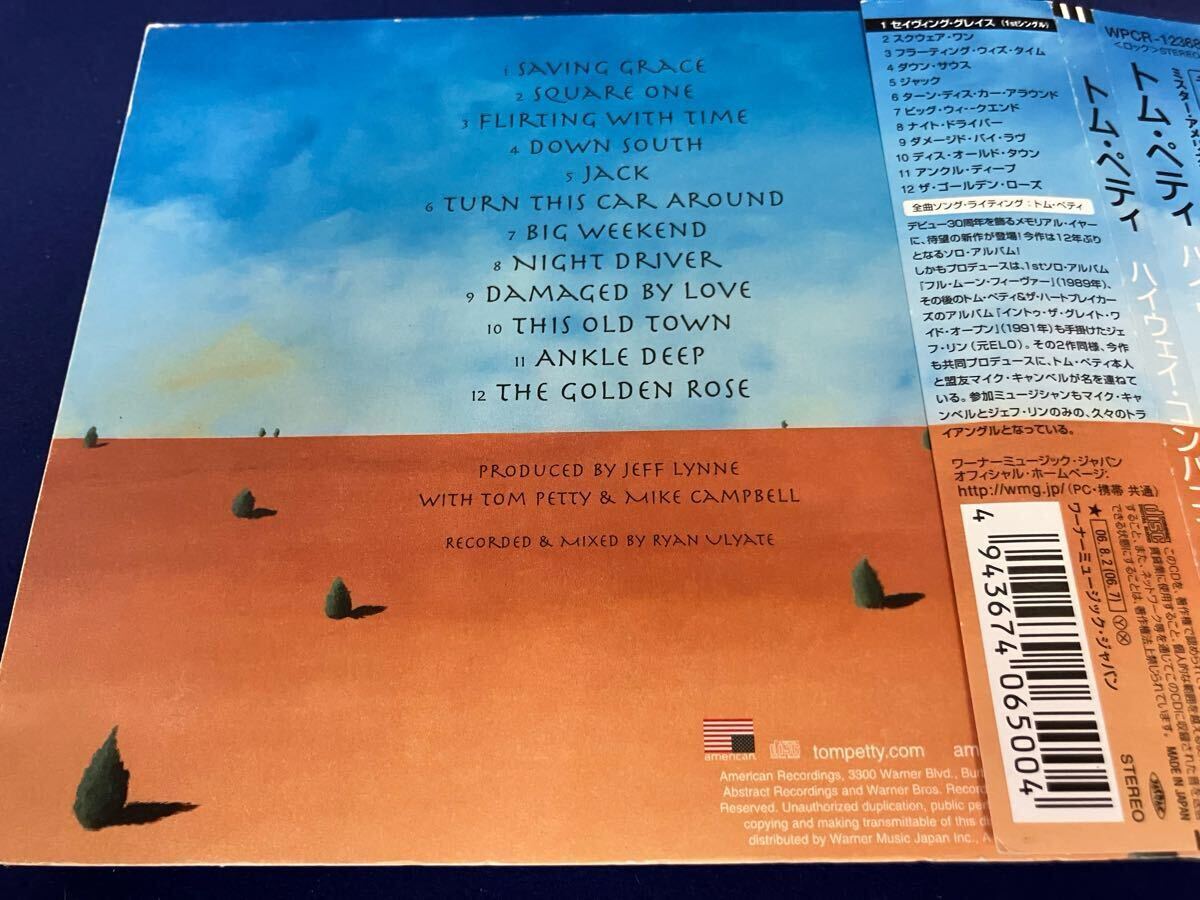 1 SAVING GRACE
2 SQUARE ONE
3 FLIRTING WITH TIME
4 DOWN SOUTH
5 JACK
6 TURN THIS CAR AROUND
7 BIG WEEKEND
8 NIGHT DRIVER
9 DAMAGED BY LOVE
10 THIS OLD TOWN
11 ANKLE DEEP
12 THE GOLDEN ROSE
PRODUCED BY JEFF LYNNE
WITH TOM PETTY & MIKE CAMPBELL
RECORDED & MIXED BY RYAN ULYATE
american
tompetty.com am
American Recordings, 3300 Warner Blvd., Bur
Abstract Recordings and Warner Bros. Record
Reserved. Unauthorized duplication, public per
copying and making transmittable of this di
distributed by Warner Music Japan Inc., A
1 セイヴィング・グレイス (1stシングル)
2 スクウェア・ワン
3 フラーティング・ウィズ・タイム
4 ダウン・サウス
5 ジャック
6 ターン・ディス・カー・アラウンド
7 ビッグ・ウィークエンド
8 ナイト・ドライバー
9 ダメージド・バイ・ラヴ
10 ディス・オールド・タウン
11 アンクル・ディープ
12 ザ・ゴールデン・ローズ
全曲ソング・ライティング：トム・ペティ
デビュー30周年を飾るメモリアル・イヤー
に、待望の新作が登場!今作は12年ぶり
となるソロ・アルバム!
しかもプロデュースは、1stソロ・アルバム
『フル・ムーン・フィーヴァー』(1989年)、
その後のトム・ペティ&ザ・ハートブレイカー
ズのアルバム『イントゥ・ザ・グレイト・ワ
イド・オープン』(1991年)も手掛けたジェ
フ・リン(元ELO)。その2作同様、今作
も共同プロデュースに、トム・ペティ本人
と盟友マイク・キャンベルが名を連ねて
いる。参加ミュージシャンもマイク・キャ
ンベルとジェフ・リンのみの、久々のトラ
イアングルとなっている。
ワーナーミュージック・ジャパン
オフィシャル・ホームページ:
http://wmg.jp/ (PC・携帯 共通)
4 943674 065004
★ 06.8.2 (06.7) Ⓨ Ⓧ
ワーナーミュージック・ジャパン
STEREO
MADE IN JAPAN
トム・ペティ ハイウェイ・コンパ
WPCR-1236
<ロック> STEREO
トム・ペティ